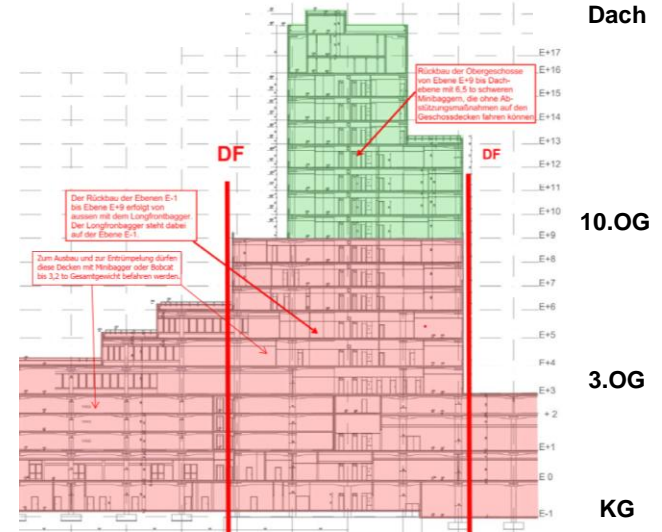 Dach
E+17
E+16
Rückbau der Obergeschosse
von Ebene E+9 bis Dach-
ebene mit 6,5 to schweren
Minibaggern, die ohne Ab-
stützungsmaßnehmen auf den
Geschossdecken fahren können.
E+15
E+14
E+13
DF
DF
E+12
E+11
Der Rückbau der Ebenen E-1
bis Ebene E+9 erfolgt von
aussen mit dem Longfrontbagger.
Der Longfronbagger steht dabei
auf der Ebene E-1.
E+10
10.OG
E+9
Zum Ausbau und zur Entrümpelung dürfen
diese Decken mit Minibagger oder Bobcat
bis 3,2 to Gesamtgewicht befahren werden.
E+8
E+7
E+6
E+5
E+4
3.OG
E+3
+ 2
E+1
E 0
KG
E-1